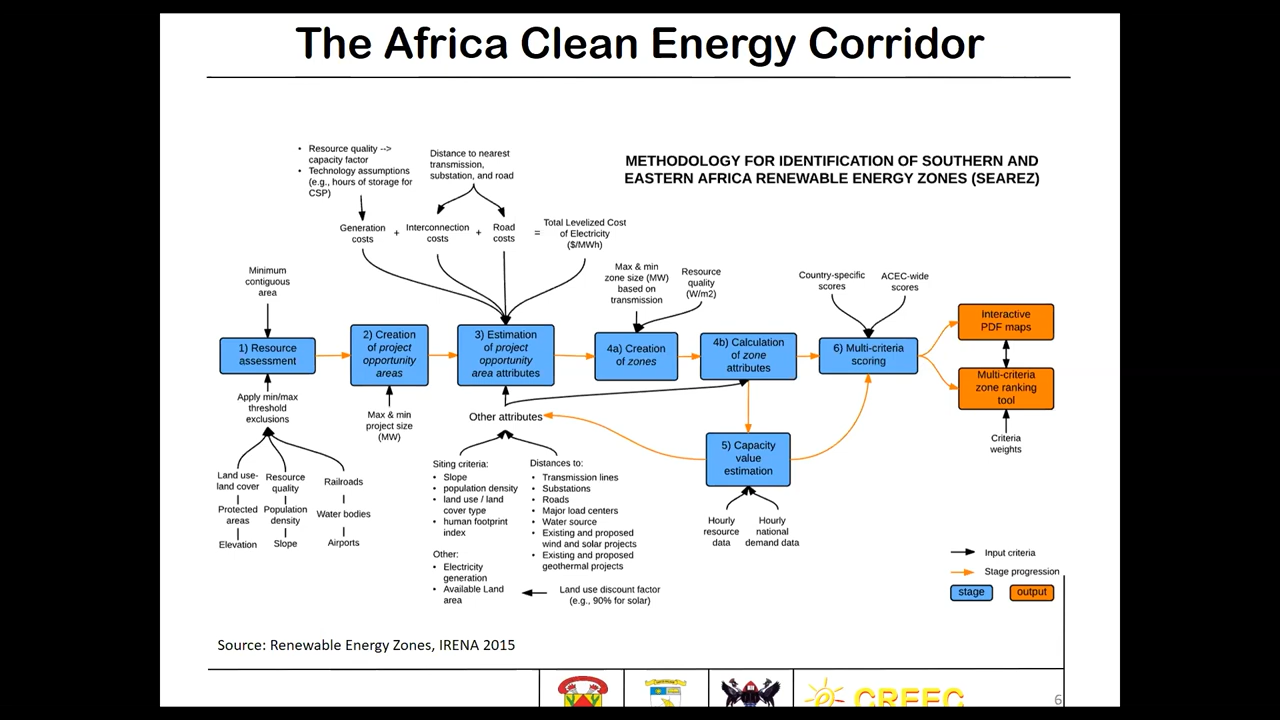 The Africa Clean Energy Corridor
METHODOLOGY FOR IDENTIFICATION OF SOUTHERN AND
EASTERN AFRICA RENEWABLE ENERGY ZONES (SEAREZ)
• Resource quality -->
capacity factor
• Technology assumptions
(e.g., hours of storage for
CSP)
Distance to nearest
transmission,
substation, and road
Generation
costs
+
Interconnection
costs
+
Road
costs
=
Total Levelized Cost
of Electricity
($/MWh)
Minimum
contiguous
area
Max & min
zone size (MW)
based on
transmission
Resource
quality
(W/m2)
Country-specific
scores
ACEC-wide
scores
1) Resource
assessment
2) Creation
of project
opportunity
areas
3) Estimation
of project
opportunity
area attributes
4a) Creation
of zones
4b) Calculation
of zone
attributes
6) Multi-criteria
scoring
Interactive
PDF maps
Multi-criteria
zone ranking
tool
Apply min/max
threshold
exclusions
Max & min
project size
(MW)
Other attributes
5) Capacity
value
estimation
Criteria
weights
Land use-
land cover
Protected
areas
Elevation
Resource
quality
Population
density
Slope
Railroads
Water bodies
Airports
Siting criteria:
• Slope
• population density
• land use / land
cover type
• human footprint
index
Other:
• Electricity
generation
• Available Land
area
Distances to:
• Transmission lines
• Substations
• Roads
• Major load centers
• Water source
• Existing and proposed
wind and solar projects
• Existing and proposed
geothermal projects
Land use discount factor
(e.g., 90% for solar)
Hourly
resource
data
Hourly
national
demand data
Input criteria
Stage progression
stage
output
Source: Renewable Energy Zones, IRENA 2015
CREEC
6